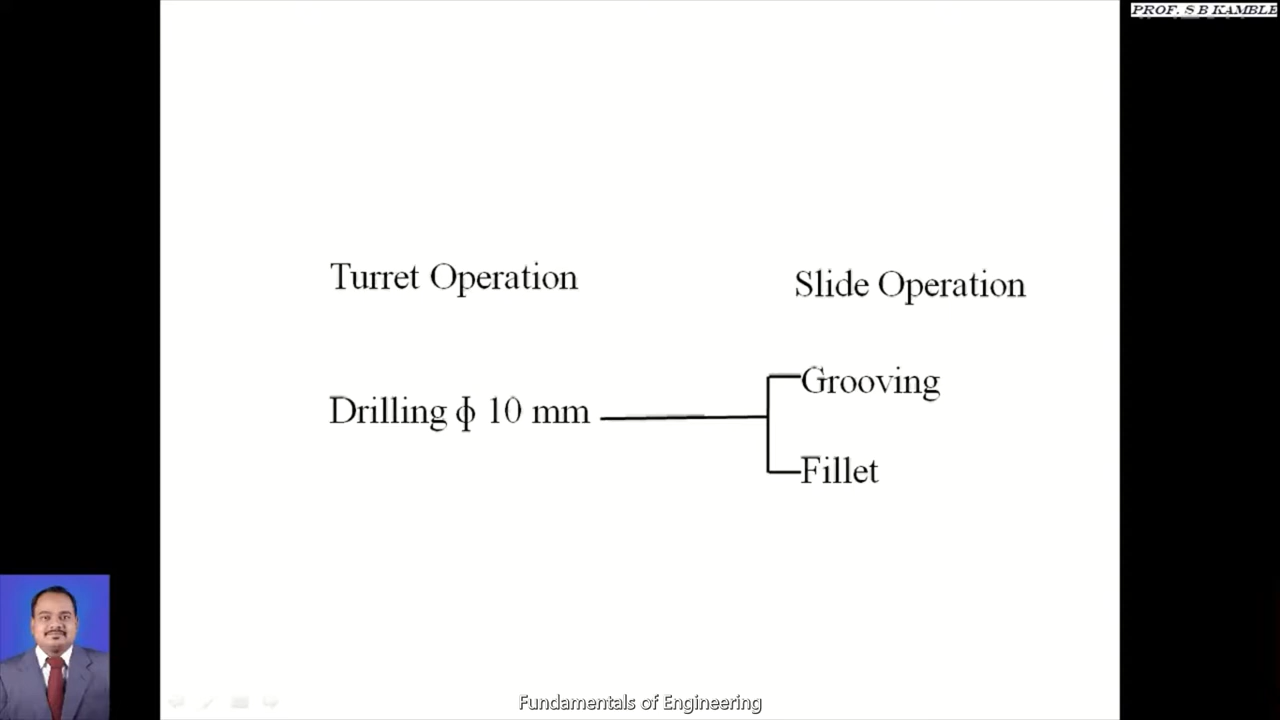 PROF. S B KAMBLE
Turret Operation
Slide Operation
Grooving
Drilling ф 10 mm
Fillet
Fundamentals of Engineering